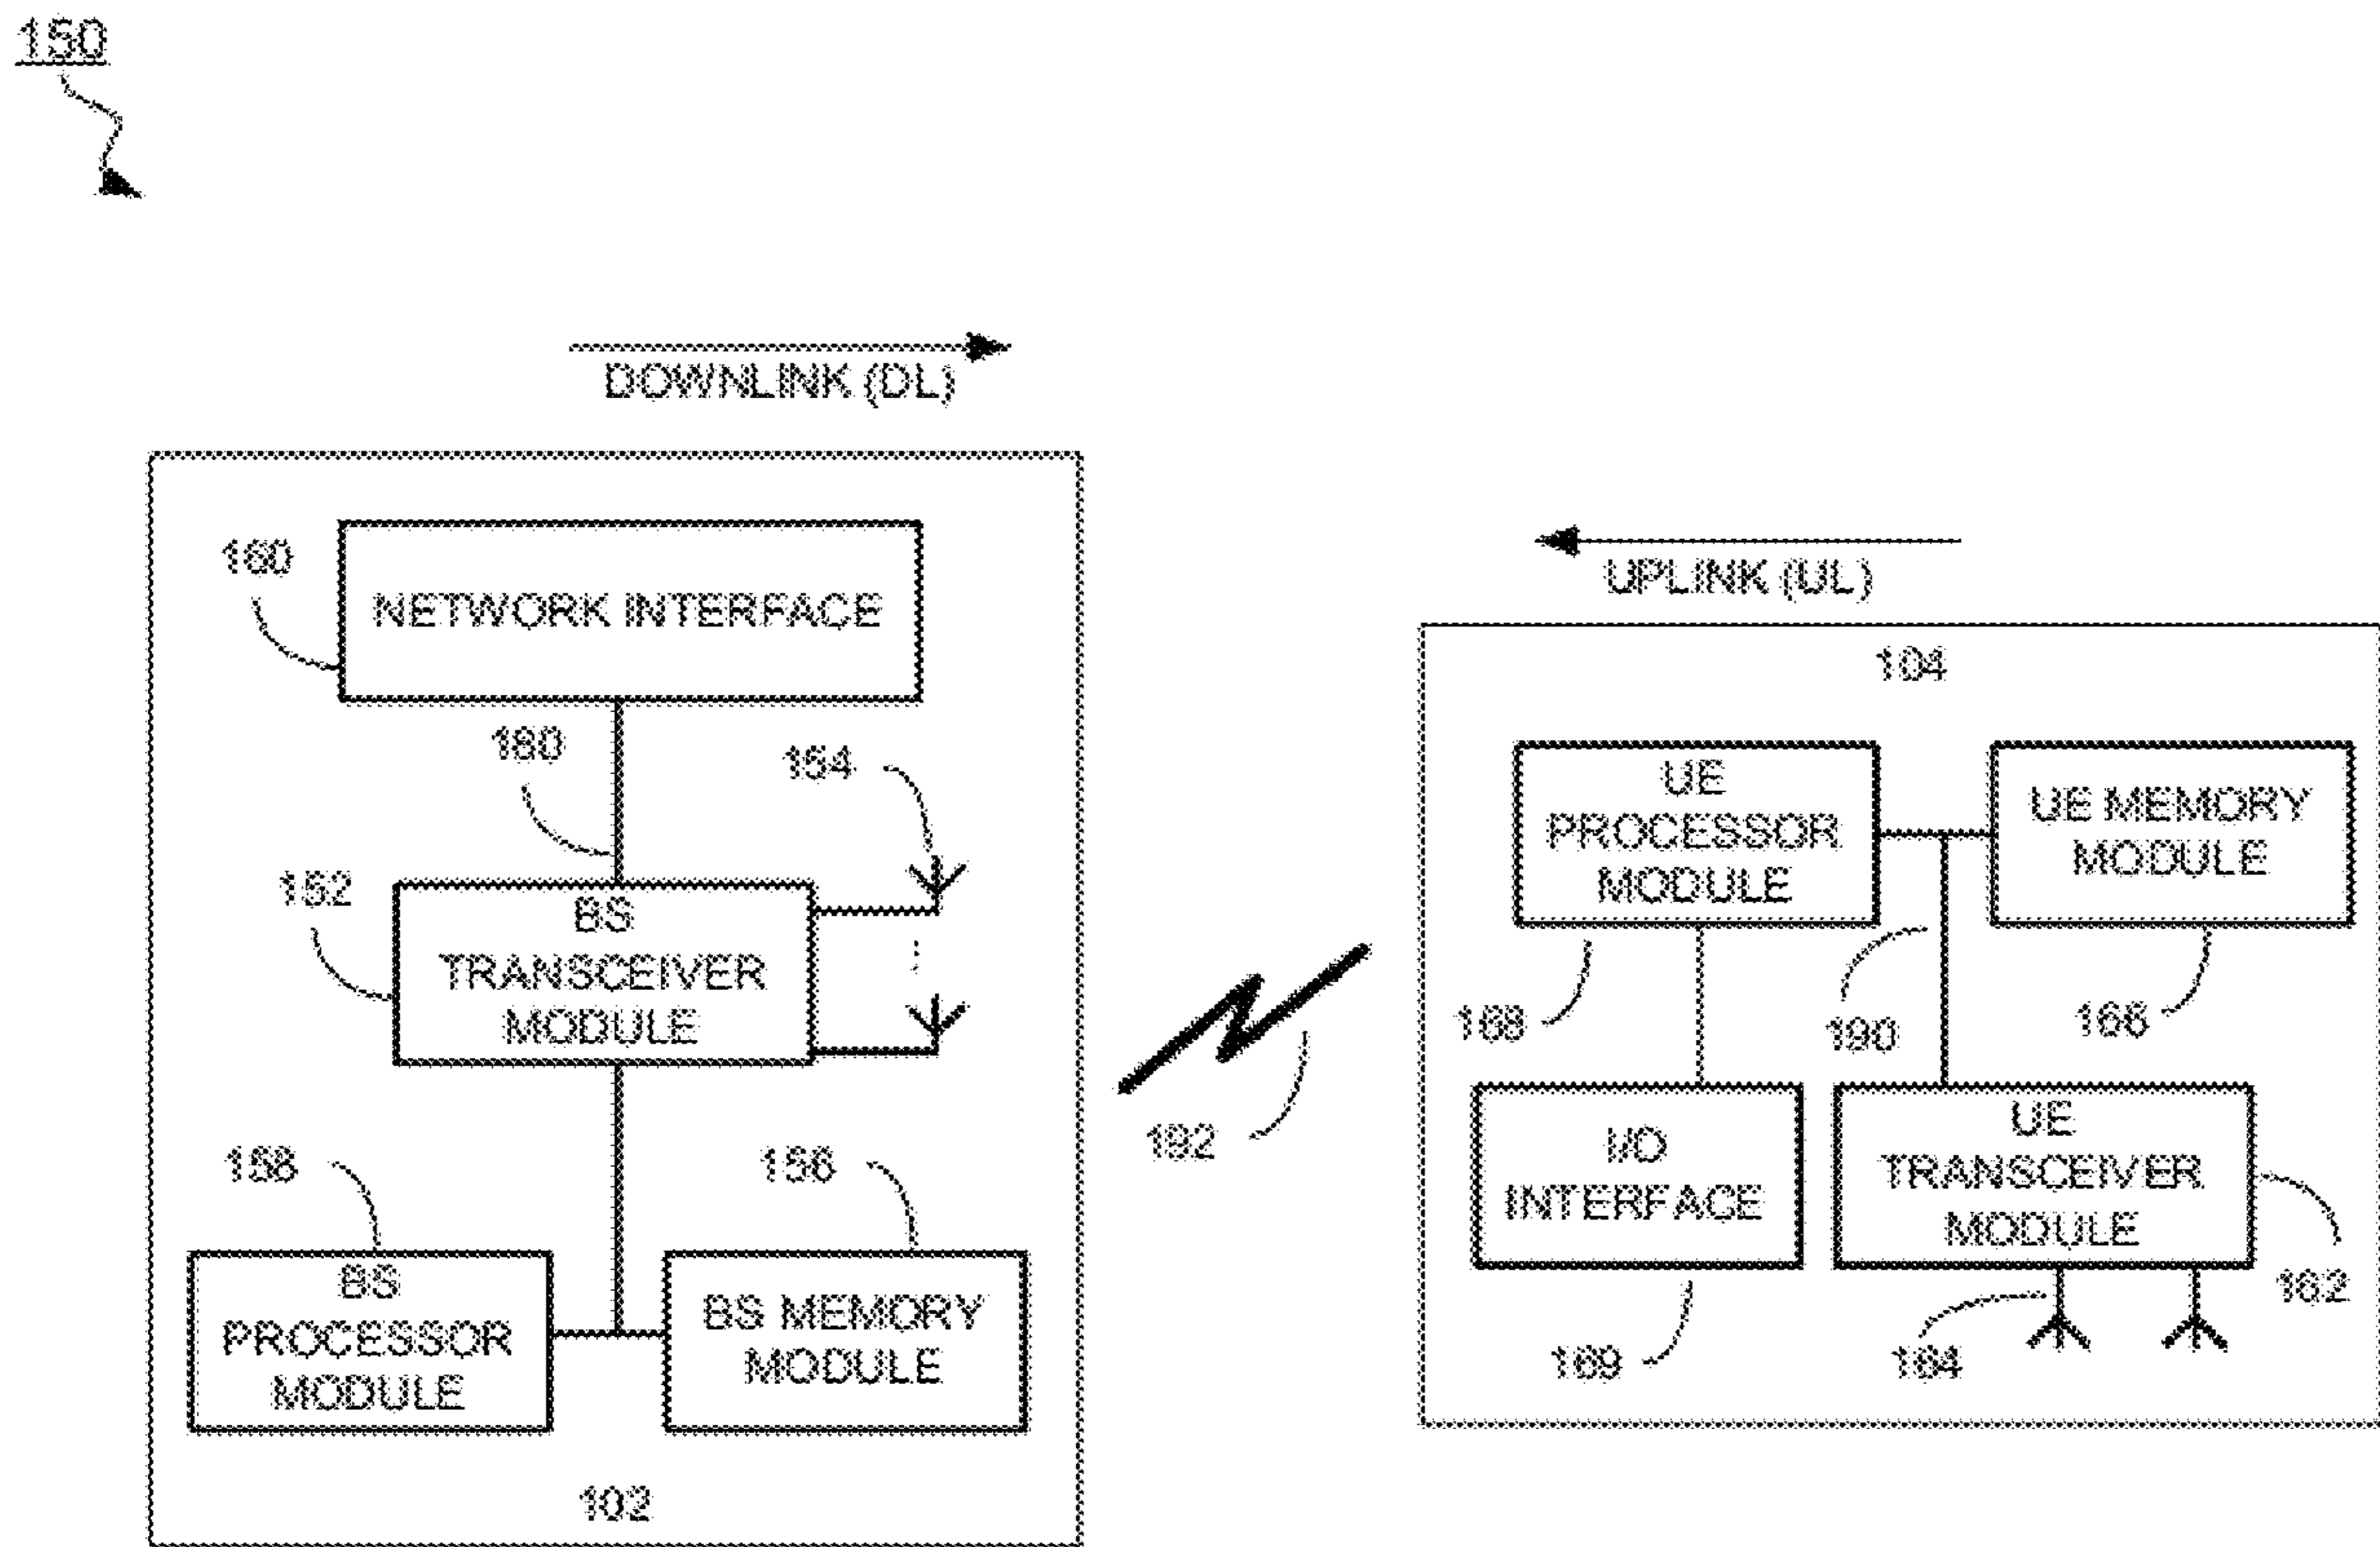 150
DOWNLINK (DL)
160
NETWORK INTERFACE
180
154
152
BS
TRANSCEIVER
MODULE
158
156
BS
PROCESSOR
MODULE
BS MEMORY
MODULE
102
192
UPLINK (UL)
104
UE
PROCESSOR
MODULE
UE MEMORY
MODULE
168
190
166
I/O
INTERFACE
UE
TRANSCEIVER
MODULE
162
169
164